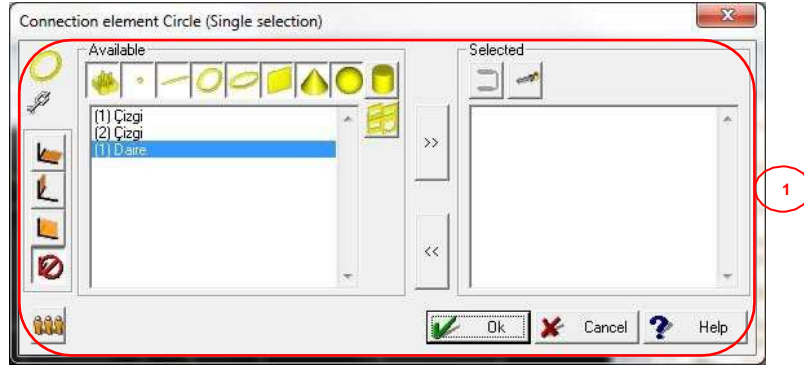 Connection element Circle (Single selection)
Available
Selected
(1) Çizgi
(2) Çizgi
(1) Daire
>>
<<
1
Ok
Cancel
Help